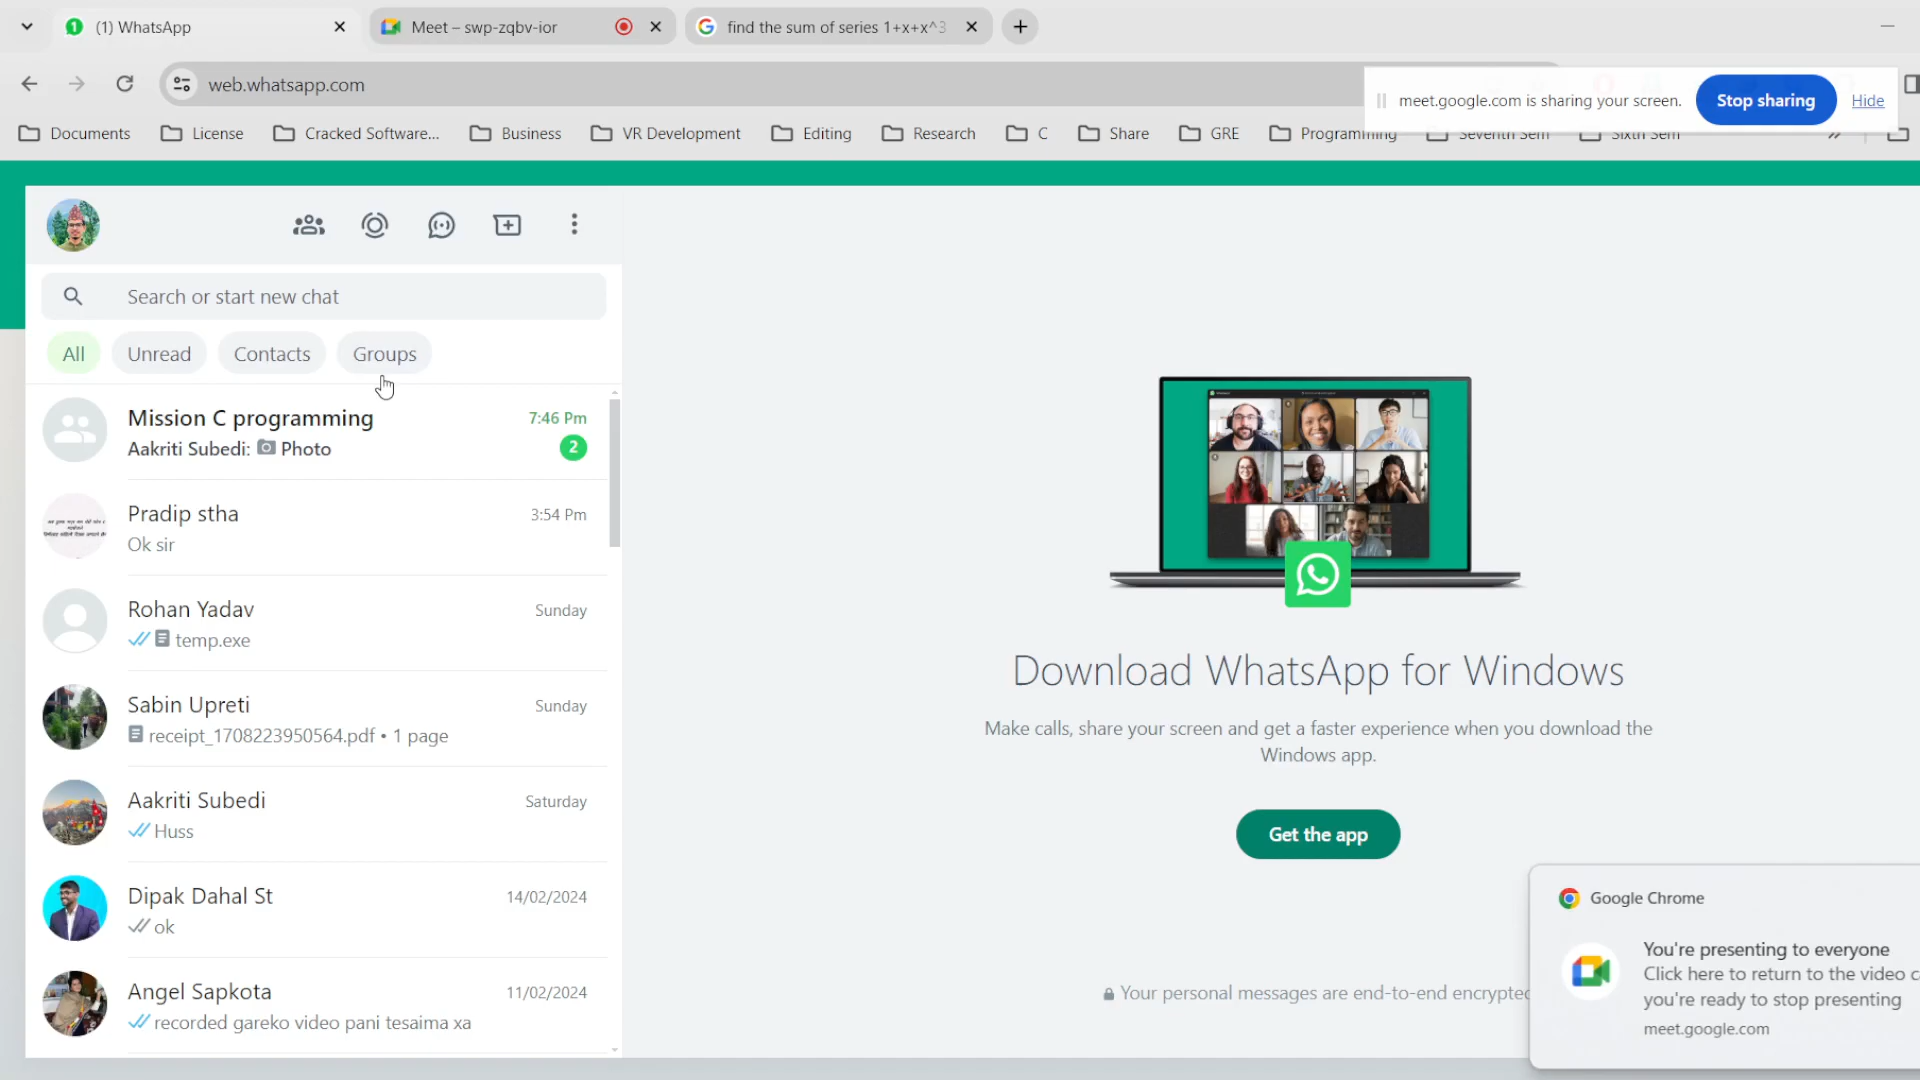 (1) WhatsApp
Meet – swp-zqbv-ior
find the sum of series 1+x+x^3
web.whatsapp.com
meet.google.com is sharing your screen.
Stop sharing
Hide
Documents
License
Cracked Software...
Business
VR Development
Editing
Research
C
Share
GRE
Programming
Seventh Sem
Sixth Sem
Search or start new chat
All
Unread
Contacts
Groups
Mission C programming
7:46 Pm
Aakriti Subedi: Photo
2
Pradip stha
3:54 Pm
Ok sir
Rohan Yadav
Sunday
temp.exe
Sabin Upreti
Sunday
receipt_1708223950564.pdf • 1 page
Aakriti Subedi
Saturday
Huss
Dipak Dahal St
14/02/2024
ok
Angel Sapkota
11/02/2024
recorded gareko video pani tesaima xa
Download WhatsApp for Windows
Make calls, share your screen and get a faster experience when you download the
Windows app.
Get the app
Your personal messages are end-to-end encrypted
Google Chrome
You're presenting to everyone
Click here to return to the video
you're ready to stop presenting
meet.google.com